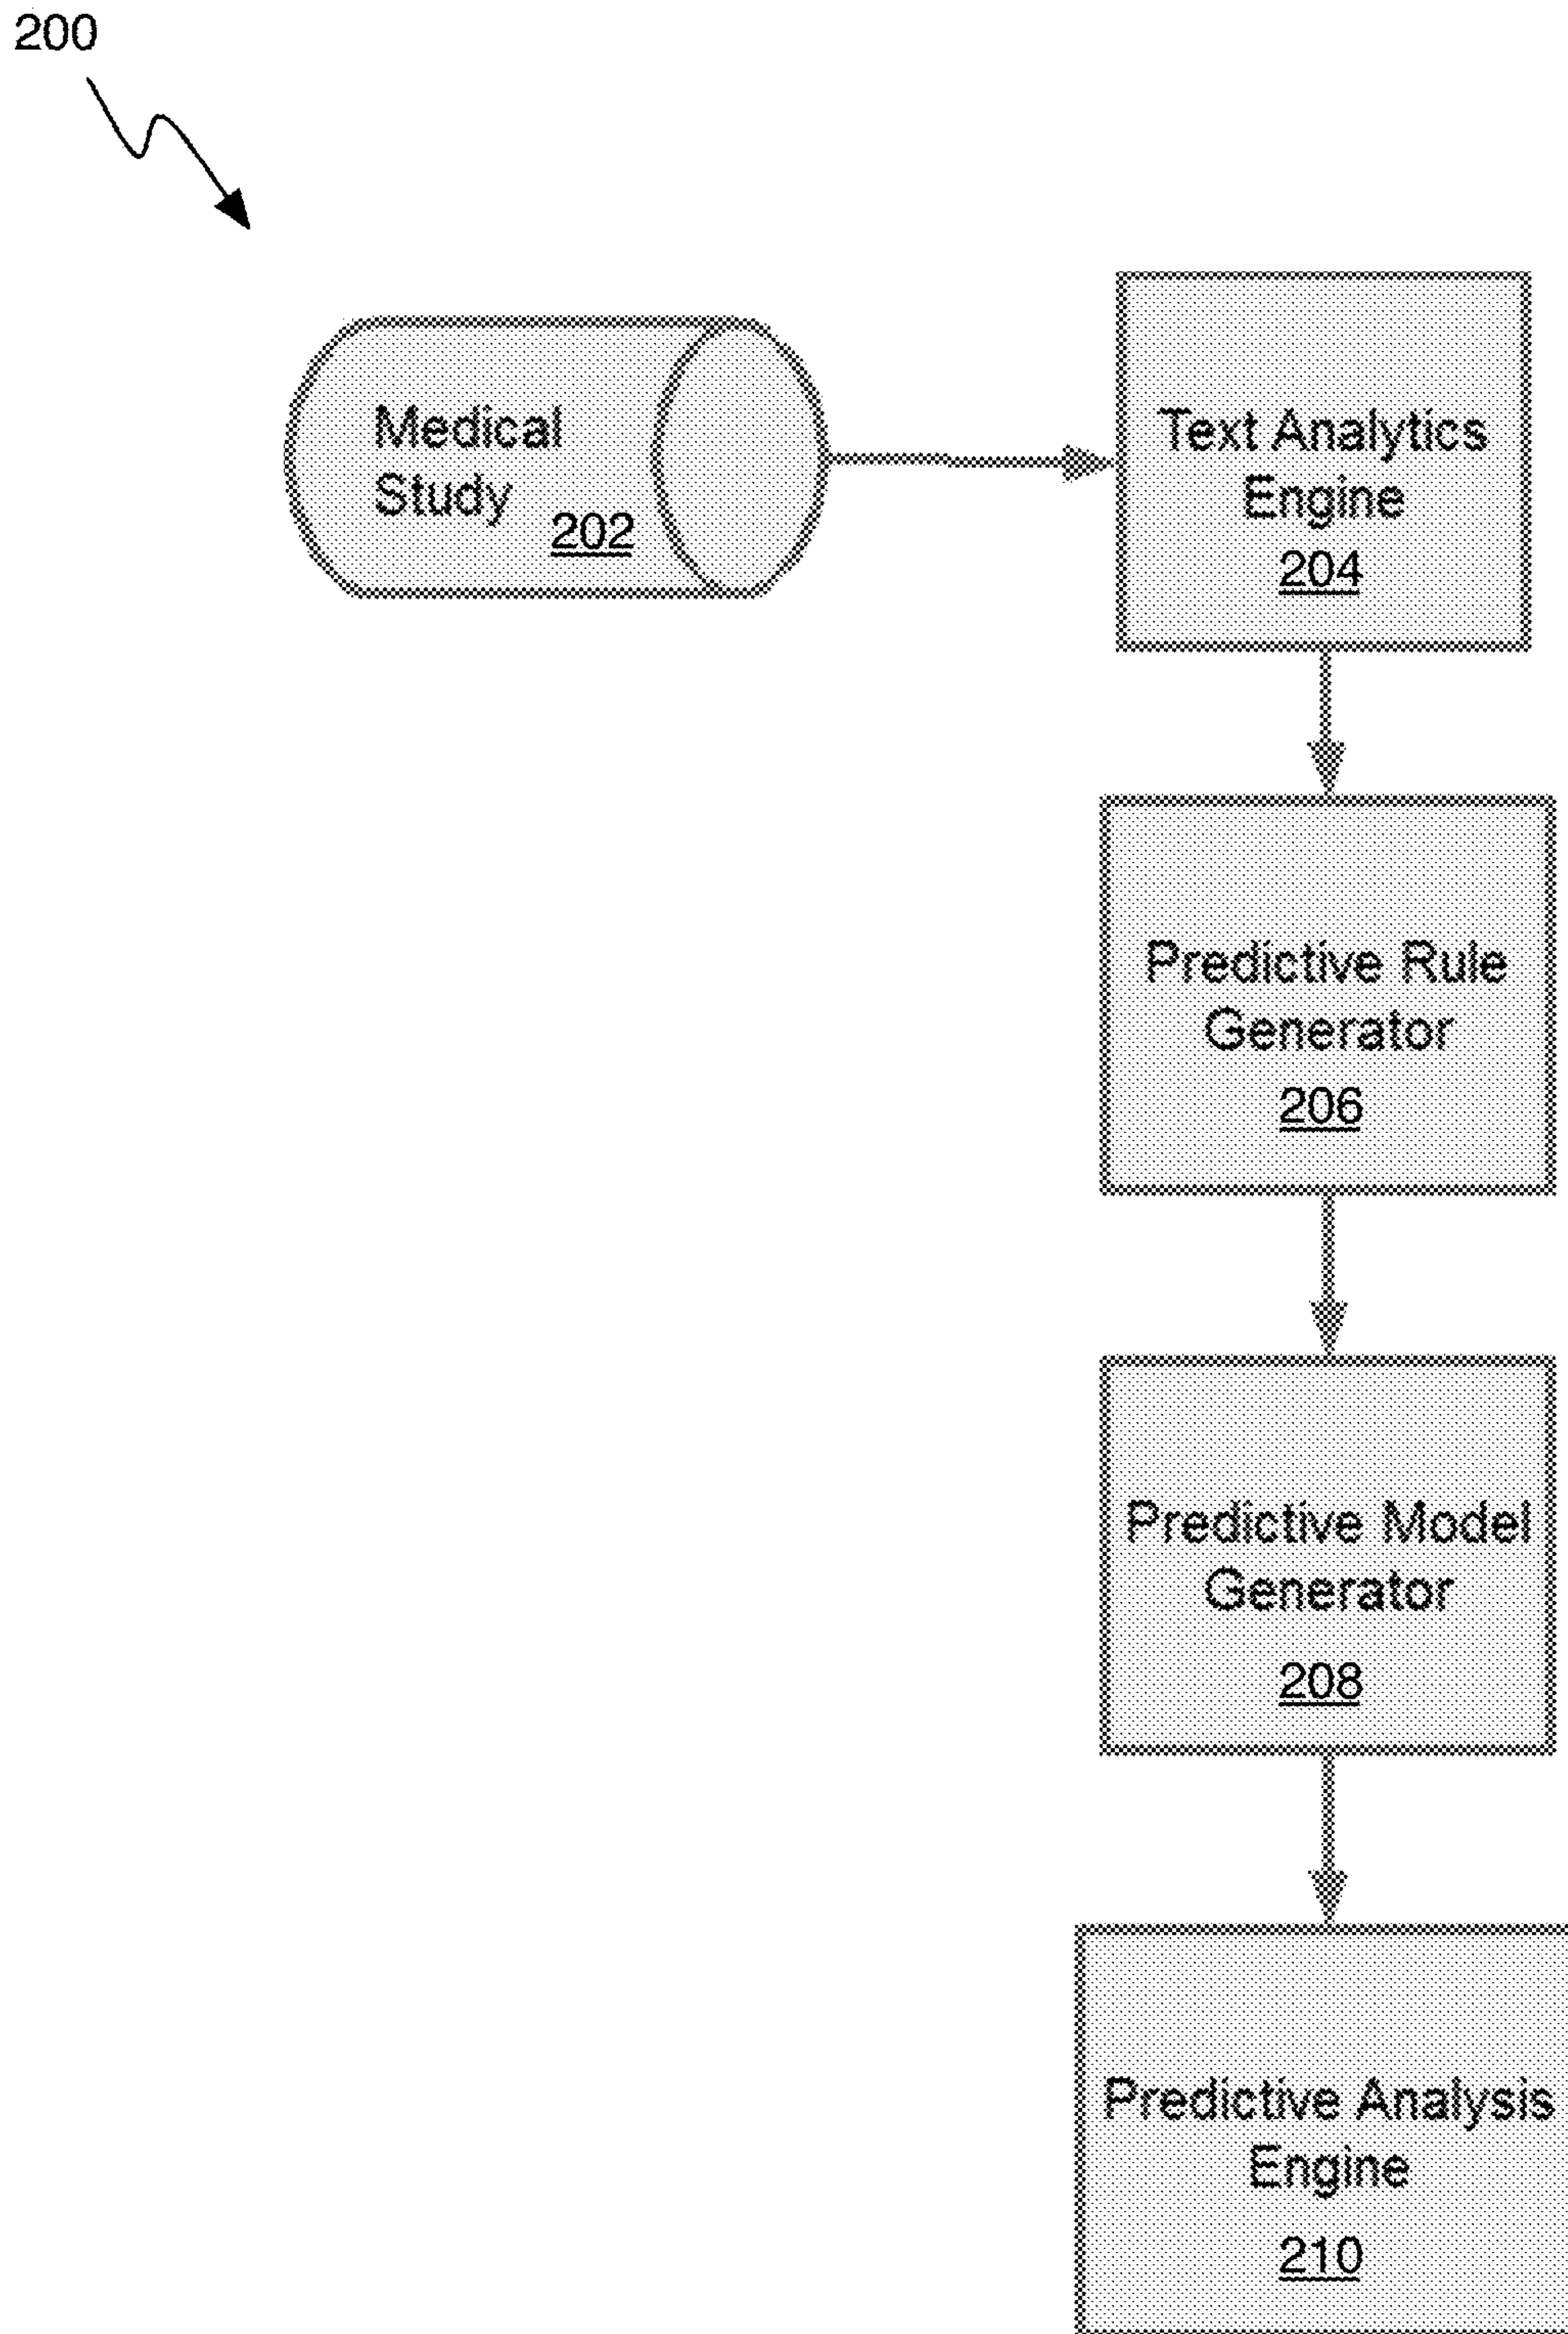 200
Medical
Study
202
Text Analytics
Engine
204
Predictive Rule
Generator
206
Predictive Model
Generator
208
Predictive Analysis
Engine
210